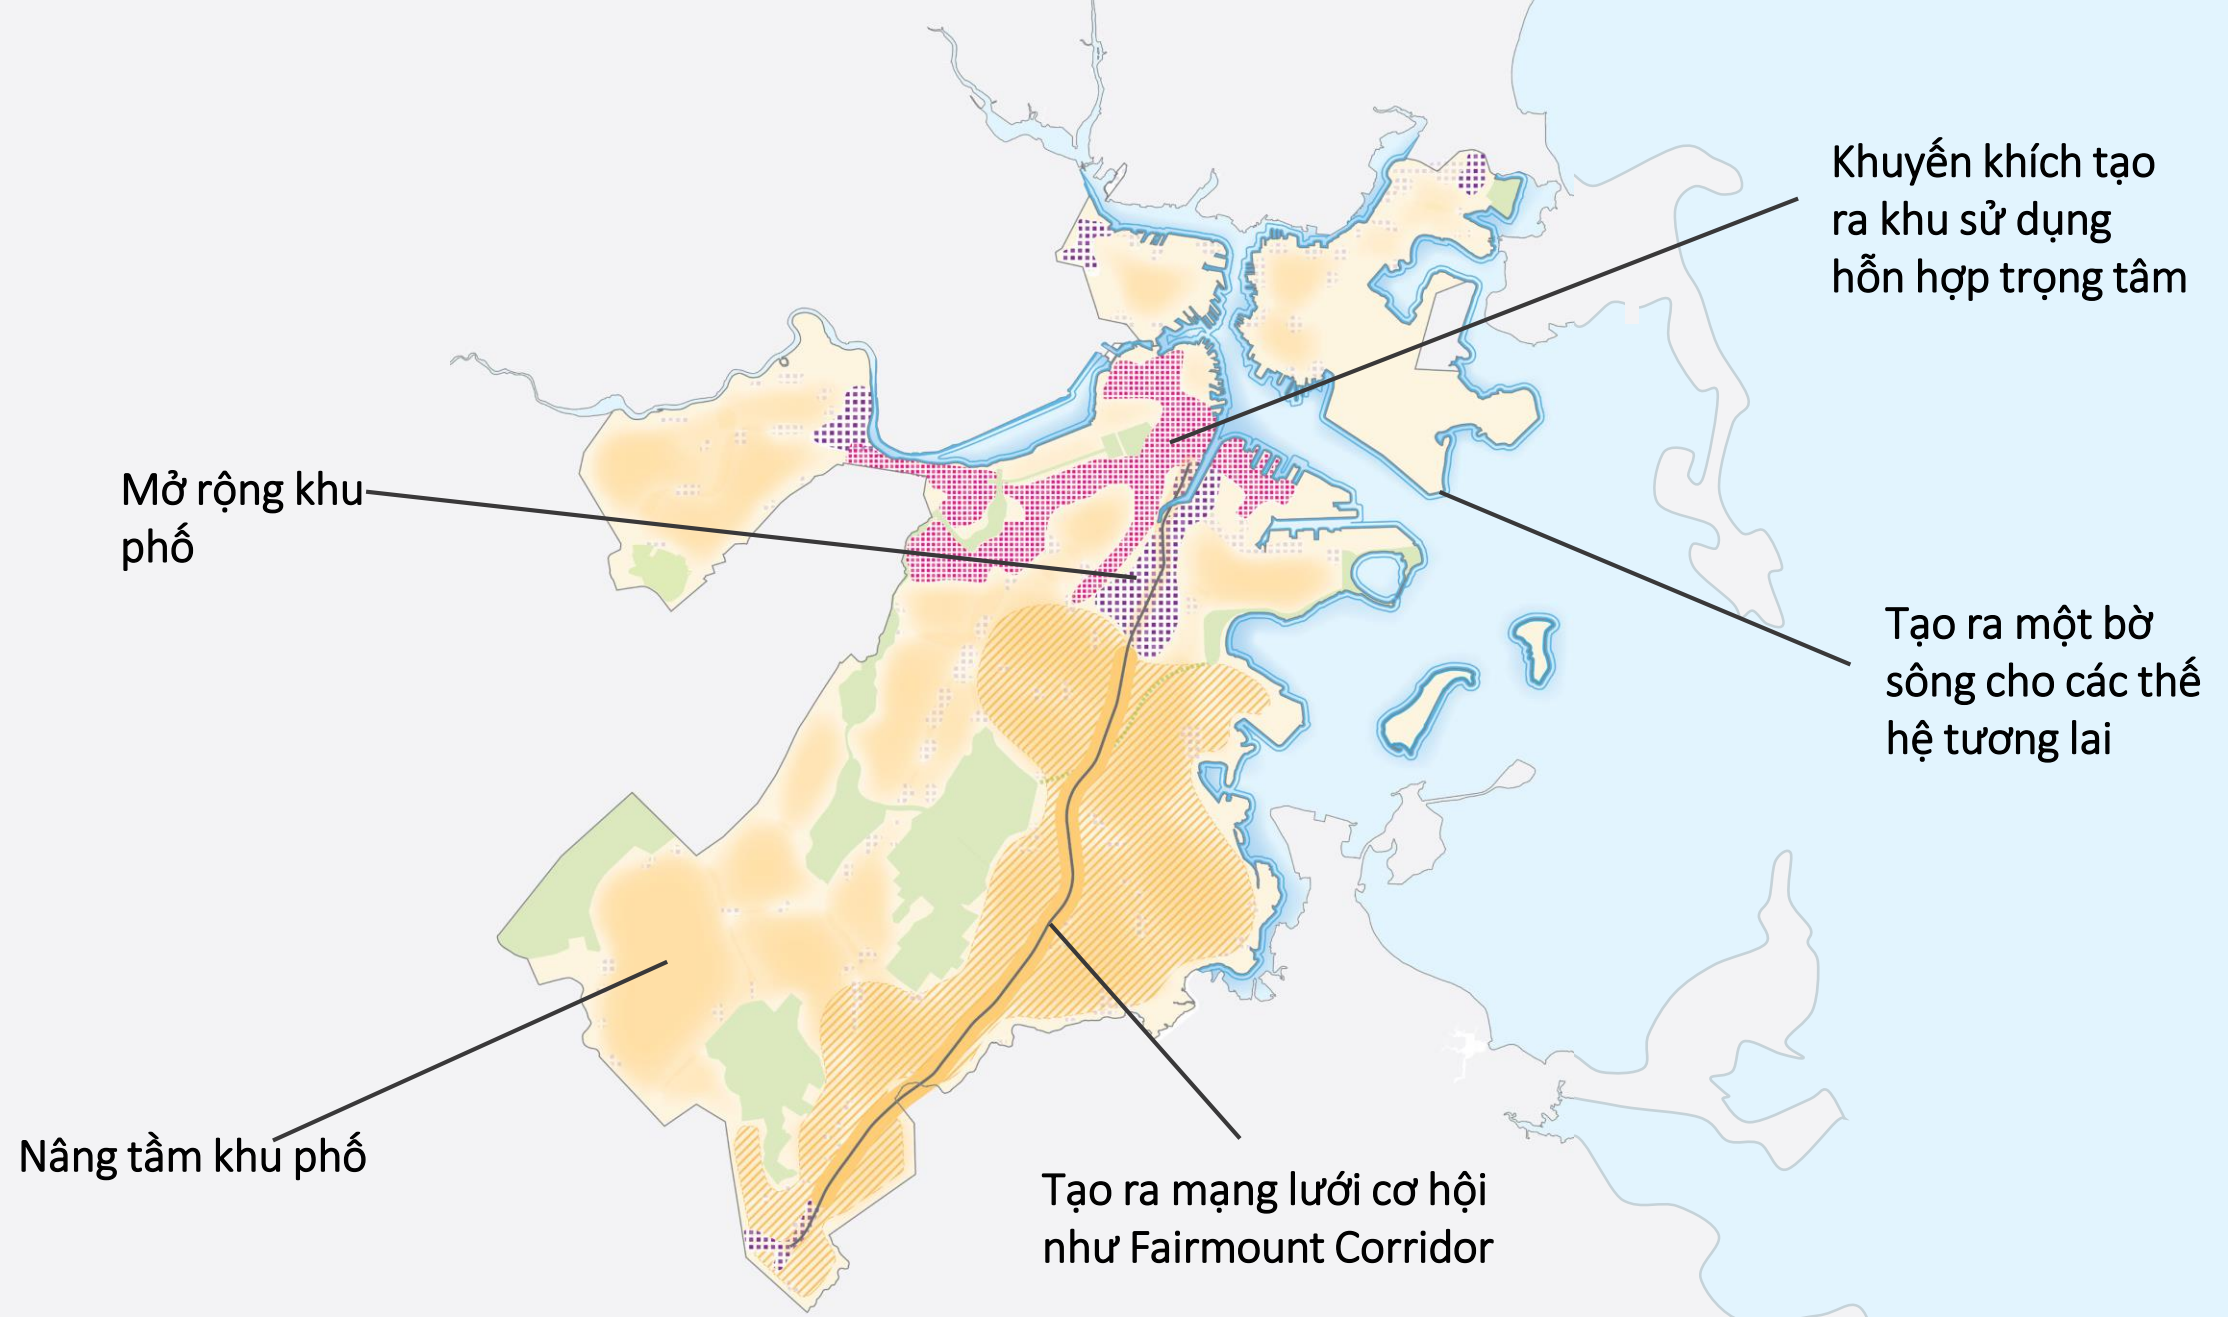 Khuyến khích tạo
ra khu sử dụng
hỗn hợp trọng tâm
Mở rộng khu
phố
Tạo ra một bờ
sông cho các thế
hệ tương lai
Nâng tầm khu phố
Tạo ra mạng lưới cơ hội
như Fairmount Corridor